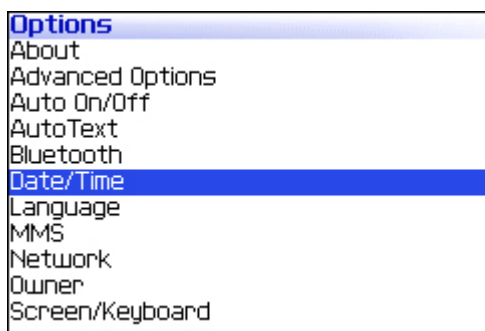 Options
About
Advanced Options
Auto On/Off
AutoText
Bluetooth
Date/Time
Language
MMS
Network
Owner
Screen/Keyboard